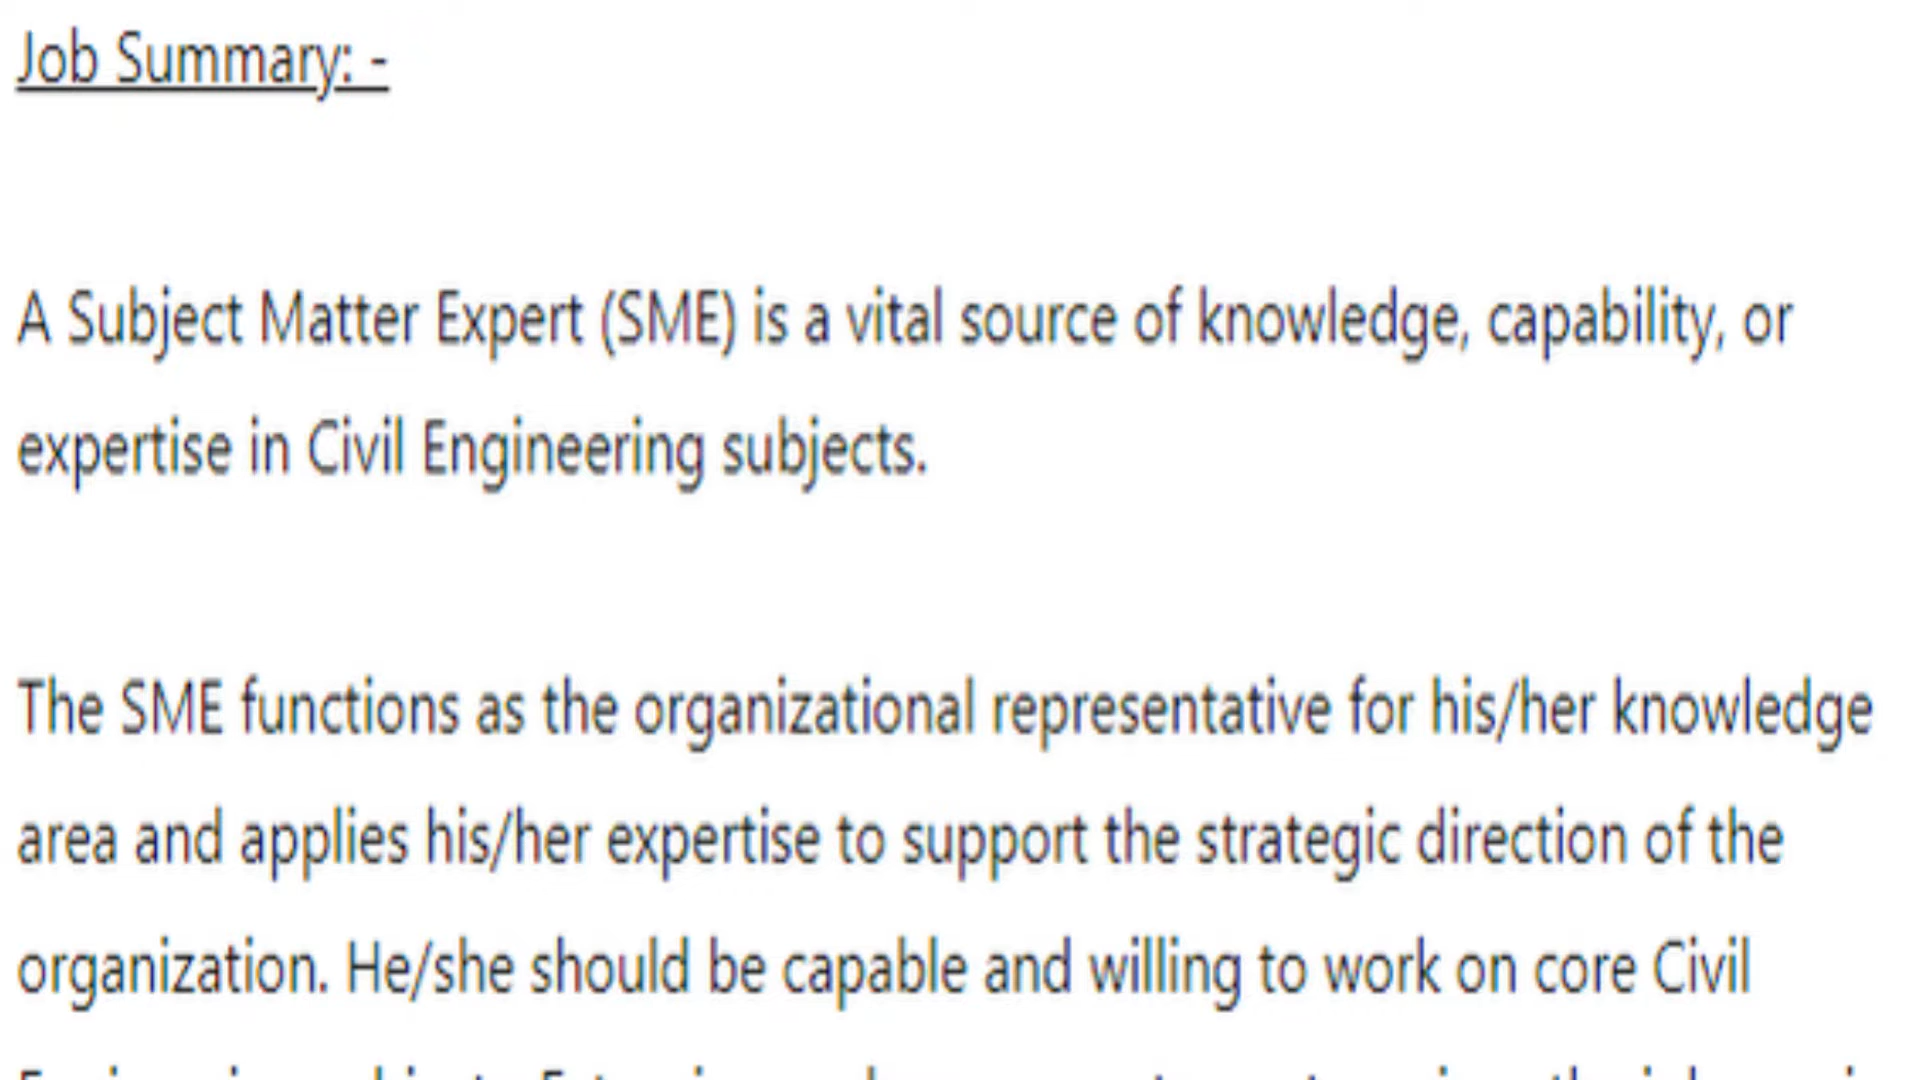 Job Summary: -
A Subject Matter Expert (SME) is a vital source of knowledge, capability, or
expertise in Civil Engineering subjects.
The SME functions as the organizational representative for his/her knowledge
area and applies his/her expertise to support the strategic direction of the
organization. He/she should be capable and willing to work on core Civil